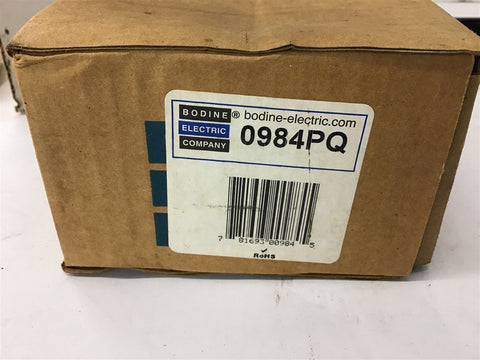 BODINE ® bodine-electric.com
ELECTRIC 0984PQ
COMPANY
7 81693 00984 5
RoHS